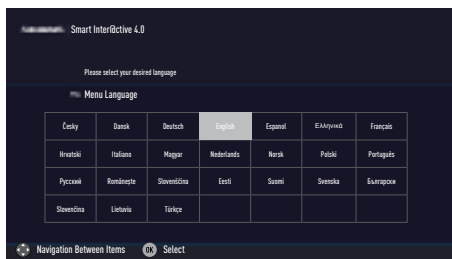 Smart Inter@ctive 4.0
Please select your desired language
Menu Language
Česky Dansk Deutsch English Espanol Ελληνικά Français
Hrvatski Italiano Magyar Nederlands Norsk Polski Português
Русский Româneşte Slovenščina Eesti Suomi Svenska Български
Slovenčina Lietuviu Türkçe
Navigation Between Items OK Select